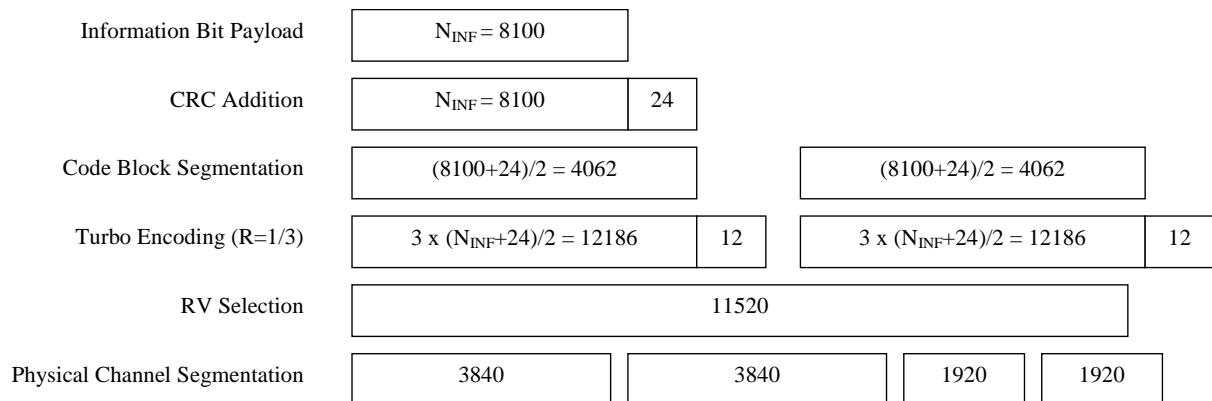 Information Bit Payload N_INF = 8100
CRC Addition N_INF = 8100 24
Code Block Segmentation (8100+24)/2 = 4062 (8100+24)/2 = 4062
Turbo Encoding (R=1/3) 3 x (N_INF+24)/2 = 12186 12 3 x (N_INF+24)/2 = 12186 12
RV Selection 11520
Physical Channel Segmentation 3840 3840 1920 1920